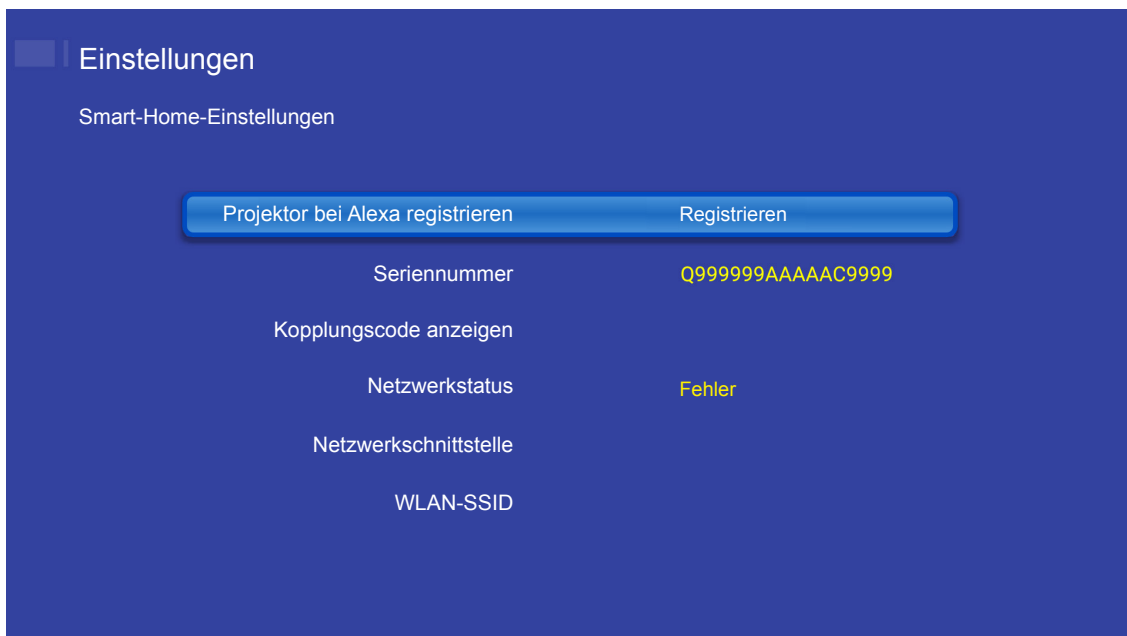 Einstellungen
Smart-Home-Einstellungen
Projektor bei Alexa registrieren Registrieren
Seriennummer Q999999AAAAAC9999
Kopplungscode anzeigen
Netzwerkstatus Fehler
Netzwerkschnittstelle
WLAN-SSID